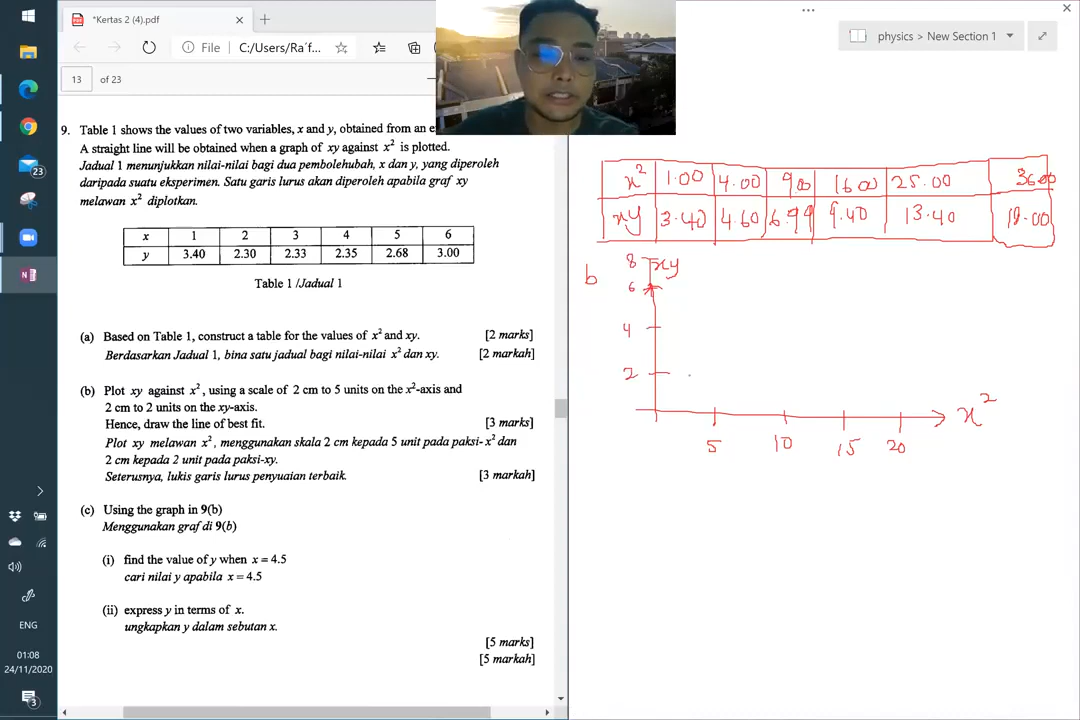 *Kertas 2 (4).pdf
File C:/Users/Ra´f...
13 of 23
physics > New Section 1
9. Table 1 shows the values of two variables, x and y, obtained from an e
A straight line will be obtained when a graph of xy against x² is plotted.
Jadual 1 menunjukkan nilai-nilai bagi dua pembolehubah, x dan y, yang diperoleh
daripada suatu eksperimen. Satu garis lurus akan diperoleh apabila graf xy
melawan x² diplotkan.
x 1 2 3 4 5 6
y 3.40 2.30 2.33 2.35 2.68 3.00
Table 1 /Jadual 1
(a) Based on Table 1, construct a table for the values of x² and xy. [2 marks]
Berdasarkan Jadual 1, bina satu jadual bagi nilai-nilai x² dan xy. [2 markah]
(b) Plot xy against x², using a scale of 2 cm to 5 units on the x²-axis and
2 cm to 2 units on the xy-axis.
Hence, draw the line of best fit. [3 marks]
Plot xy melawan x², menggunakan skala 2 cm kepada 5 unit pada paksi-x² dan
2 cm kepada 2 unit pada paksi-xy.
Seterusnya, lukis garis lurus penyuaian terbaik. [3 markah]
(c) Using the graph in 9(b)
Menggunakan graf di 9(b)
(i) find the value of y when x = 4.5
cari nilai y apabila x = 4.5
(ii) express y in terms of x.
ungkapkan y dalam sebutan x.
[5 marks]
[5 markah]
x² 1.00 4.00 9.00 16.00 25.00 36.00
xy 3.40 4.60 6.99 9.40 13.40 18.00
b
8 xy
6
4
2
x²
5 10 15 20
23
ENG
01:08
24/11/2020
3